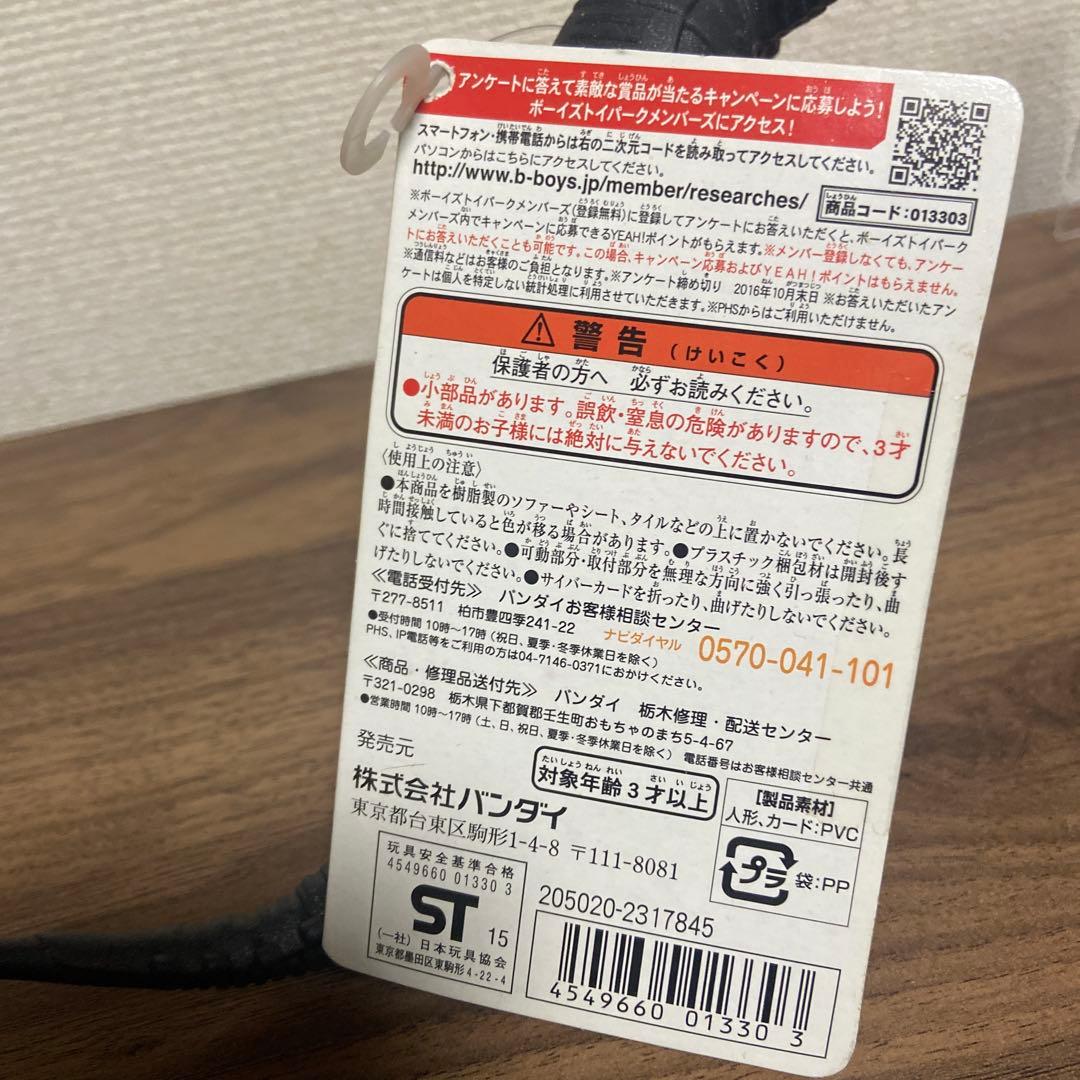 アンケートに答えて素敵な賞品が当たるキャンペーンに応募しよう!
ボーイズトイパークメンバーズにアクセス!
スマートフォン・携帯電話からは右の二次元コードを読み取ってアクセスしてください。
パソコンからはこちらにアクセスしてください。
http://www.b-boys.jp/member/researches/
商品コード:013303
※ボーイズトイパークメンバーズ(登録無料)に登録してアンケートにお答えいただくと、ボーイズトイパーク
メンバーズ内でキャンペーンに応募できるYEAH!ポイントがもらえます。※メンバー登録しなくても、アンケー
トにお答えいただくことも可能です。この場合、キャンペーン応募およびYEAH!ポイントはもらえません。
※通信料などはお客様のご負担となります。※アンケート締め切り 2016年10月末日 ※お答えいただいたアン
ケートは個人を特定しない統計処理に利用させていただきます。※PHSからはご利用いただけません。
警告(けいこく)
保護者の方へ 必ずお読みください。
●小部品があります。誤飲・窒息の危険がありますので、3才
未満のお子様には絶対に与えないでください。
〈使用上の注意〉
●本商品を樹脂製のソファーやシート、タイルなどの上に置かないでください。長
時間接触していると色が移る場合があります。●プラスチック梱包材は開封後す
ぐに捨ててください。●可動部分・取付部分を無理な方向に強く引っ張ったり、曲
げたりしないでください。●サイバーカードを折ったり、曲げたりしないでください。
≪電話受付先≫ バンダイお客様相談センター
〒277-8511 柏市豊四季241-22 ナビダイヤル 0570-041-101
●受付時間 10時〜17時(祝日、夏季・冬季休業日を除く)
PHS、IP電話等をご利用の方は04-7146-0371におかけください。
≪商品・修理品送付先≫ バンダイ 栃木修理・配送センター
〒321-0298 栃木県下都賀郡壬生町おもちゃのまち5-4-67
●営業時間 10時〜17時(土、日、祝日、夏季・冬季休業日を除く) 電話番号はお客様相談センター共通
発売元
株式会社バンダイ
東京都台東区駒形1-4-8 〒111-8081
対象年齢3才以上
[製品素材]
人形、カード:PVC
プラ 袋:PP
玩具安全基準合格
4549660 01330 3
ST 15
(一社)日本玩具協会
東京都墨田区東駒形4-22-4
205020-2317845
4549660 01330 3